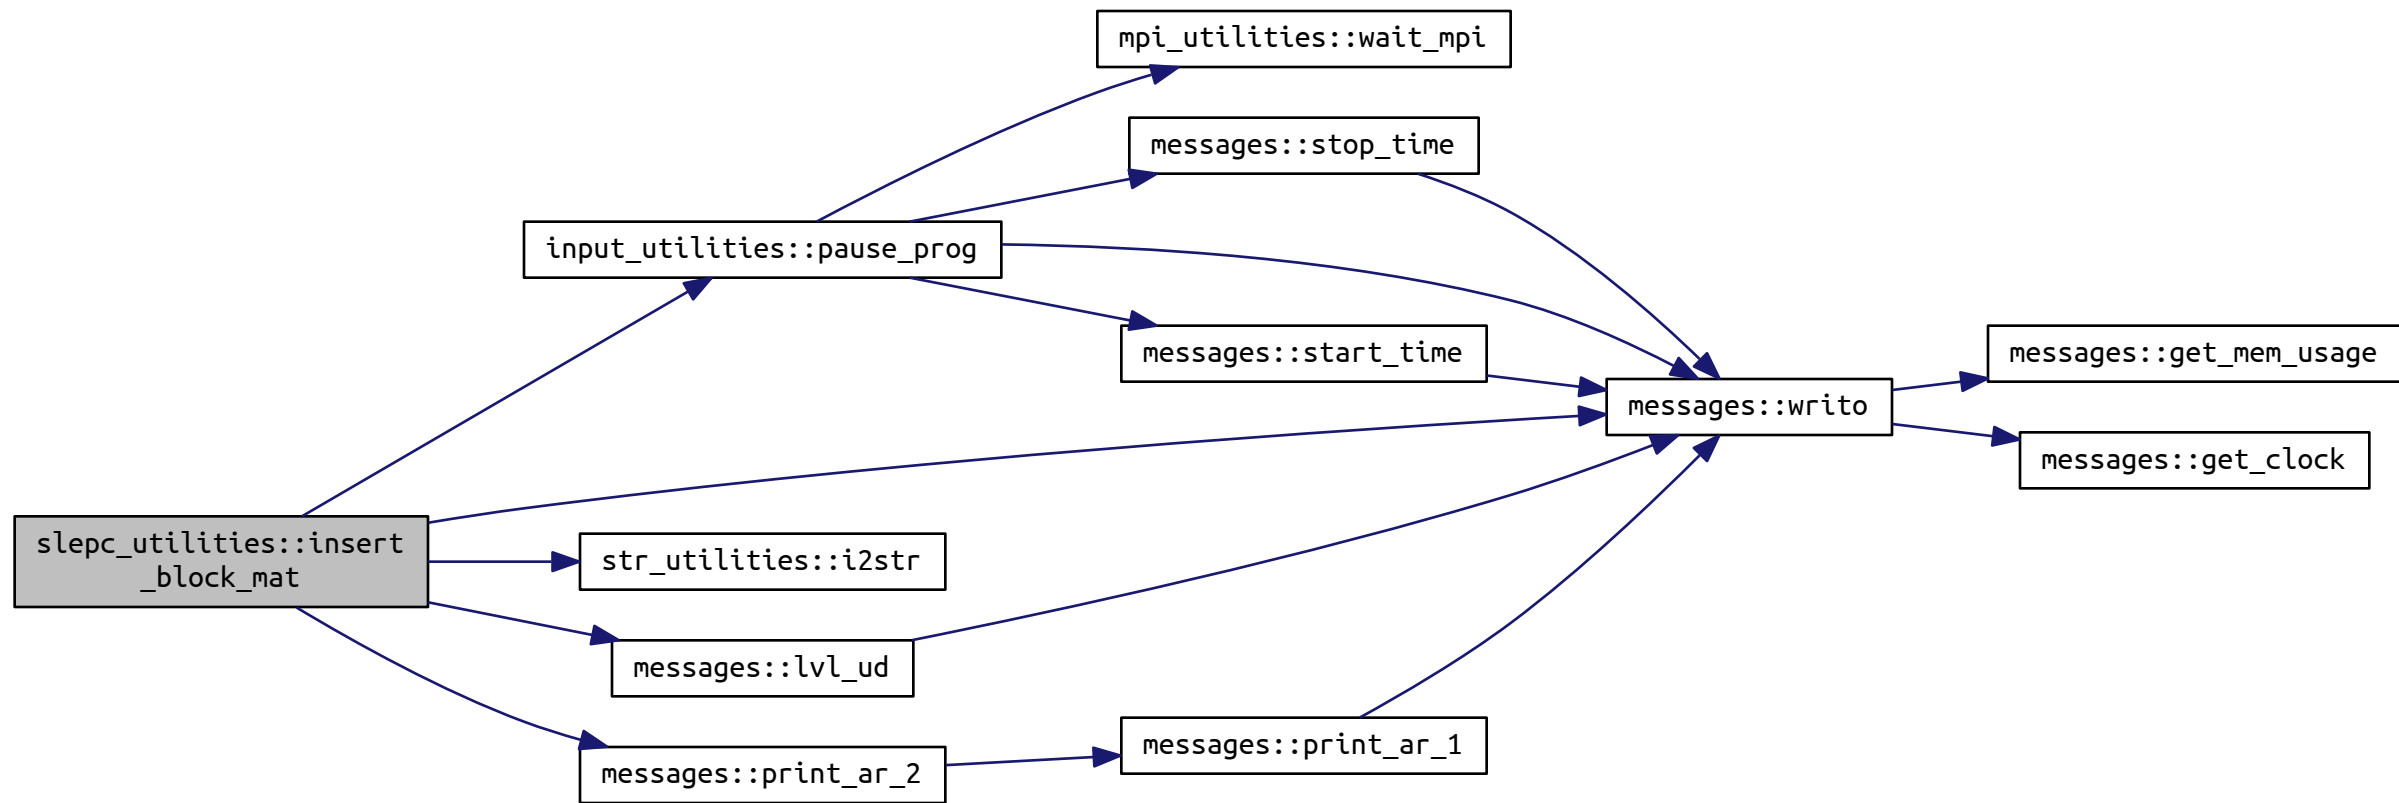 mpi_utilities::wait_mpi
messages::stop_time
input_utilities::pause_prog
messages::start_time
messages::get_mem_usage
messages::writo
messages::get_clock
slepc_utilities::insert
_block_mat
str_utilities::i2str
messages::lvl_ud
messages::print_ar_1
messages::print_ar_2